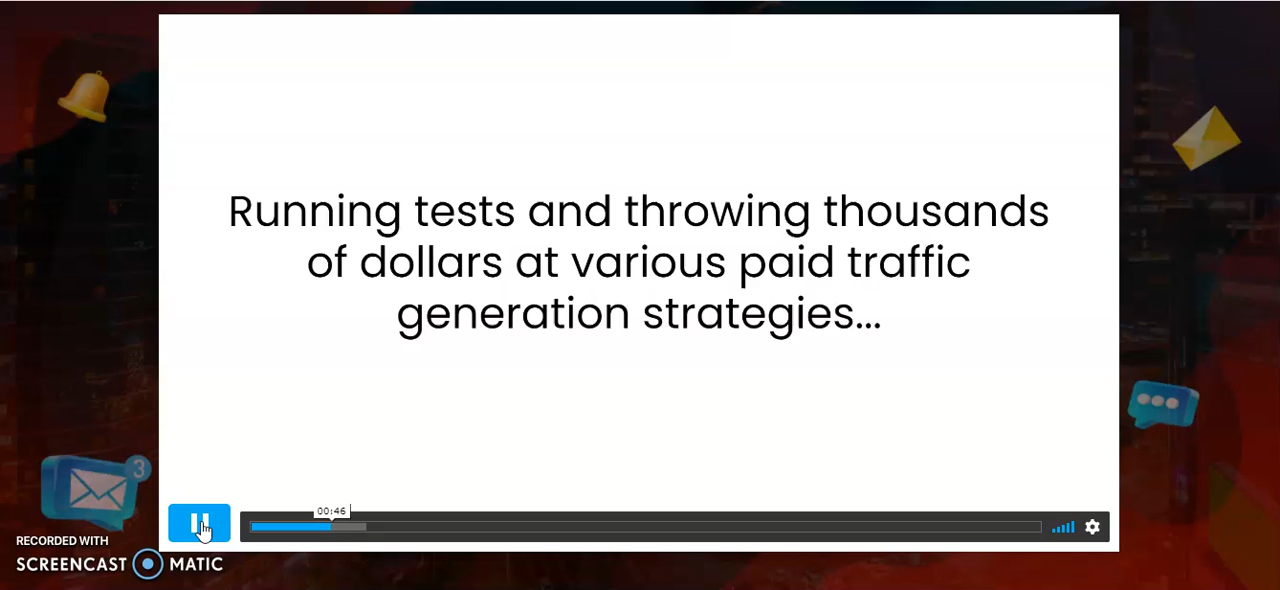 Running tests and throwing thousands
of dollars at various paid traffic
generation strategies...
3
00:46
RECORDED WITH
SCREENCAST MATIC